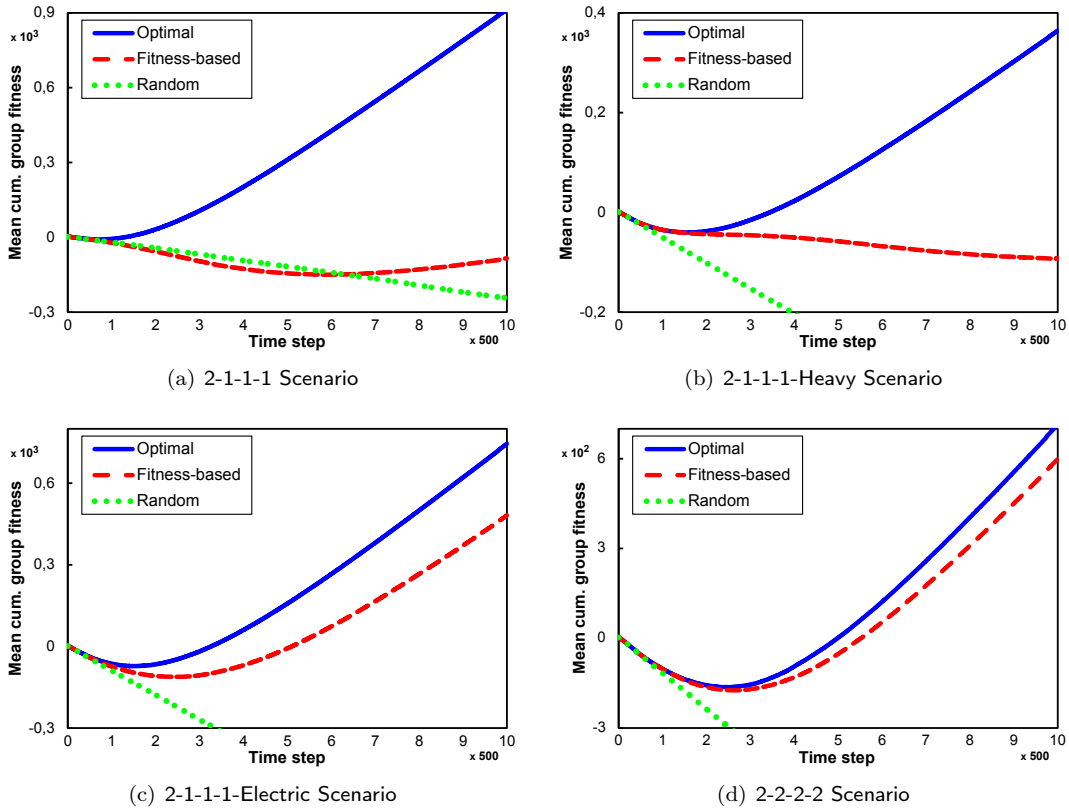 0,9
x 10³
Optimal
Fitness-based
Random
0,6
0,3
0
-0,3
Mean cum. group fitness
0 1 2 3 4 5 6 7 8 9 10
Time step
x 500
(a) 2-1-1-1 Scenario
0,4
x 10³
Optimal
Fitness-based
Random
0,2
0
-0,2
Mean cum. group fitness
0 1 2 3 4 5 6 7 8 9 10
Time step
x 500
(b) 2-1-1-1-Heavy Scenario
x 10³
Optimal
Fitness-based
Random
0,6
0,3
0
-0,3
Mean cum. group fitness
0 1 2 3 4 5 6 7 8 9 10
Time step
x 500
(c) 2-1-1-1-Electric Scenario
x 10²
Optimal
Fitness-based
Random
6
3
0
-3
Mean cum. group fitness
0 1 2 3 4 5 6 7 8 9 10
Time step
x 500
(d) 2-2-2-2 Scenario